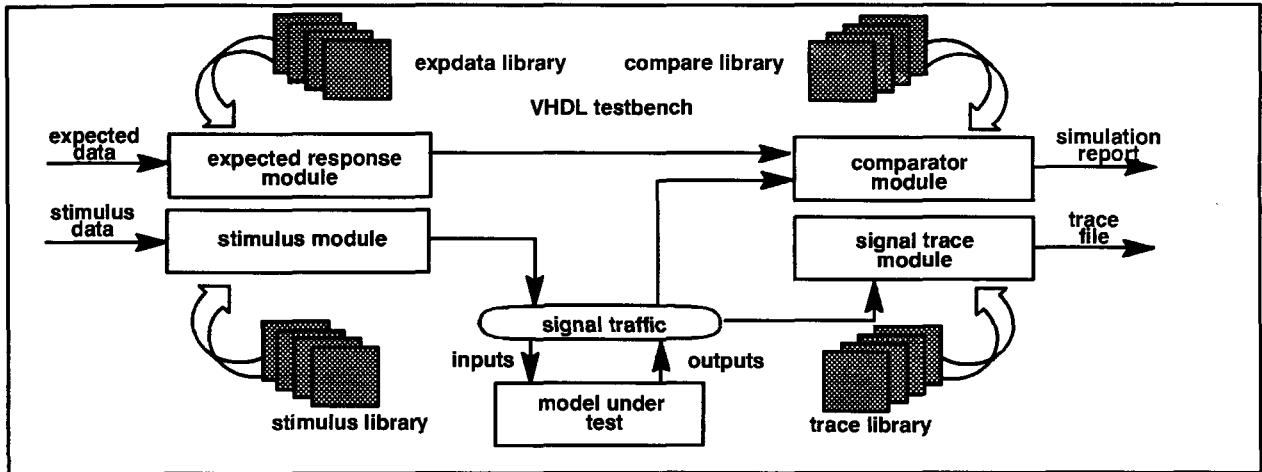 expdata library
compare library
VHDL testbench
expected
data
expected response
module
comparator
module
simulation
report
stimulus
data
stimulus module
signal trace
module
trace
file
signal traffic
inputs
outputs
model under
test
stimulus library
trace library